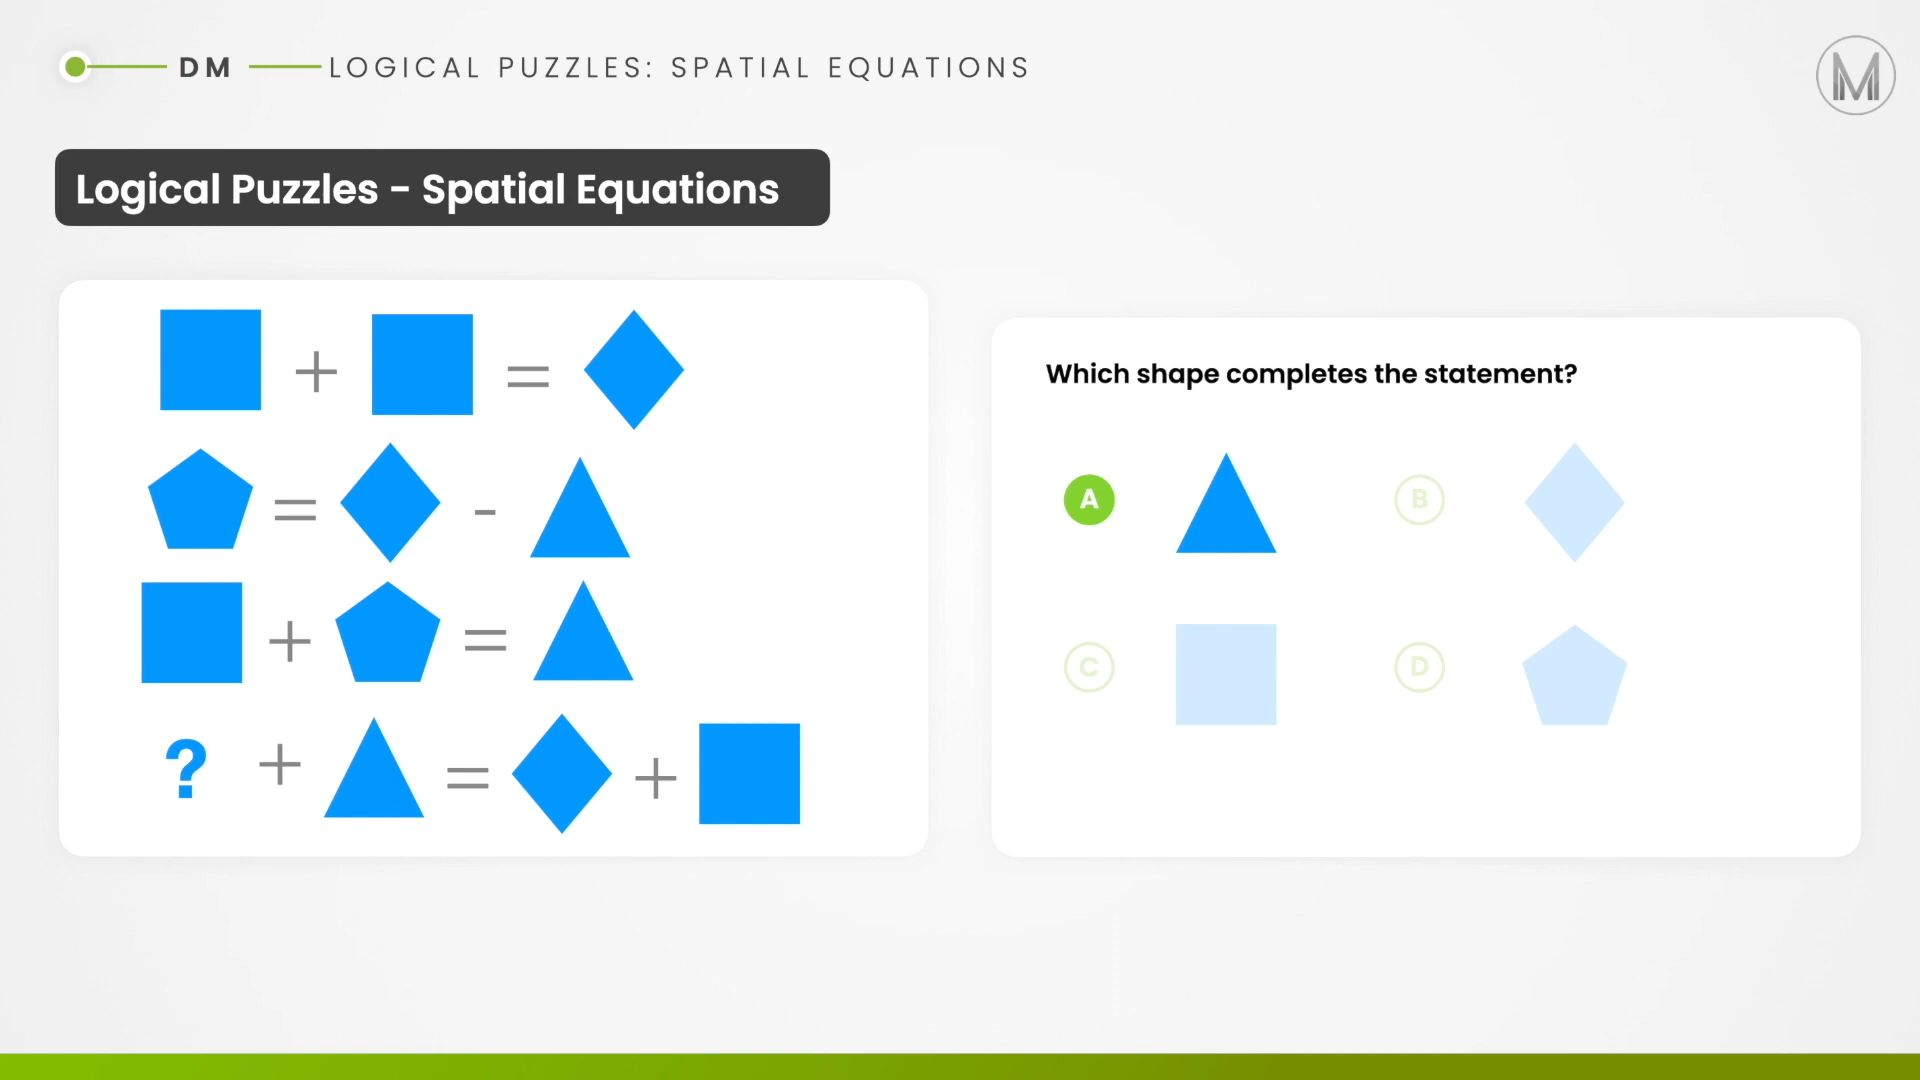 DM LOGICAL PUZZLES: SPATIAL EQUATIONS
M
Logical Puzzles - Spatial Equations
+ =
= -
Which shape completes the statement?
A B
+ =
C D
? + = +